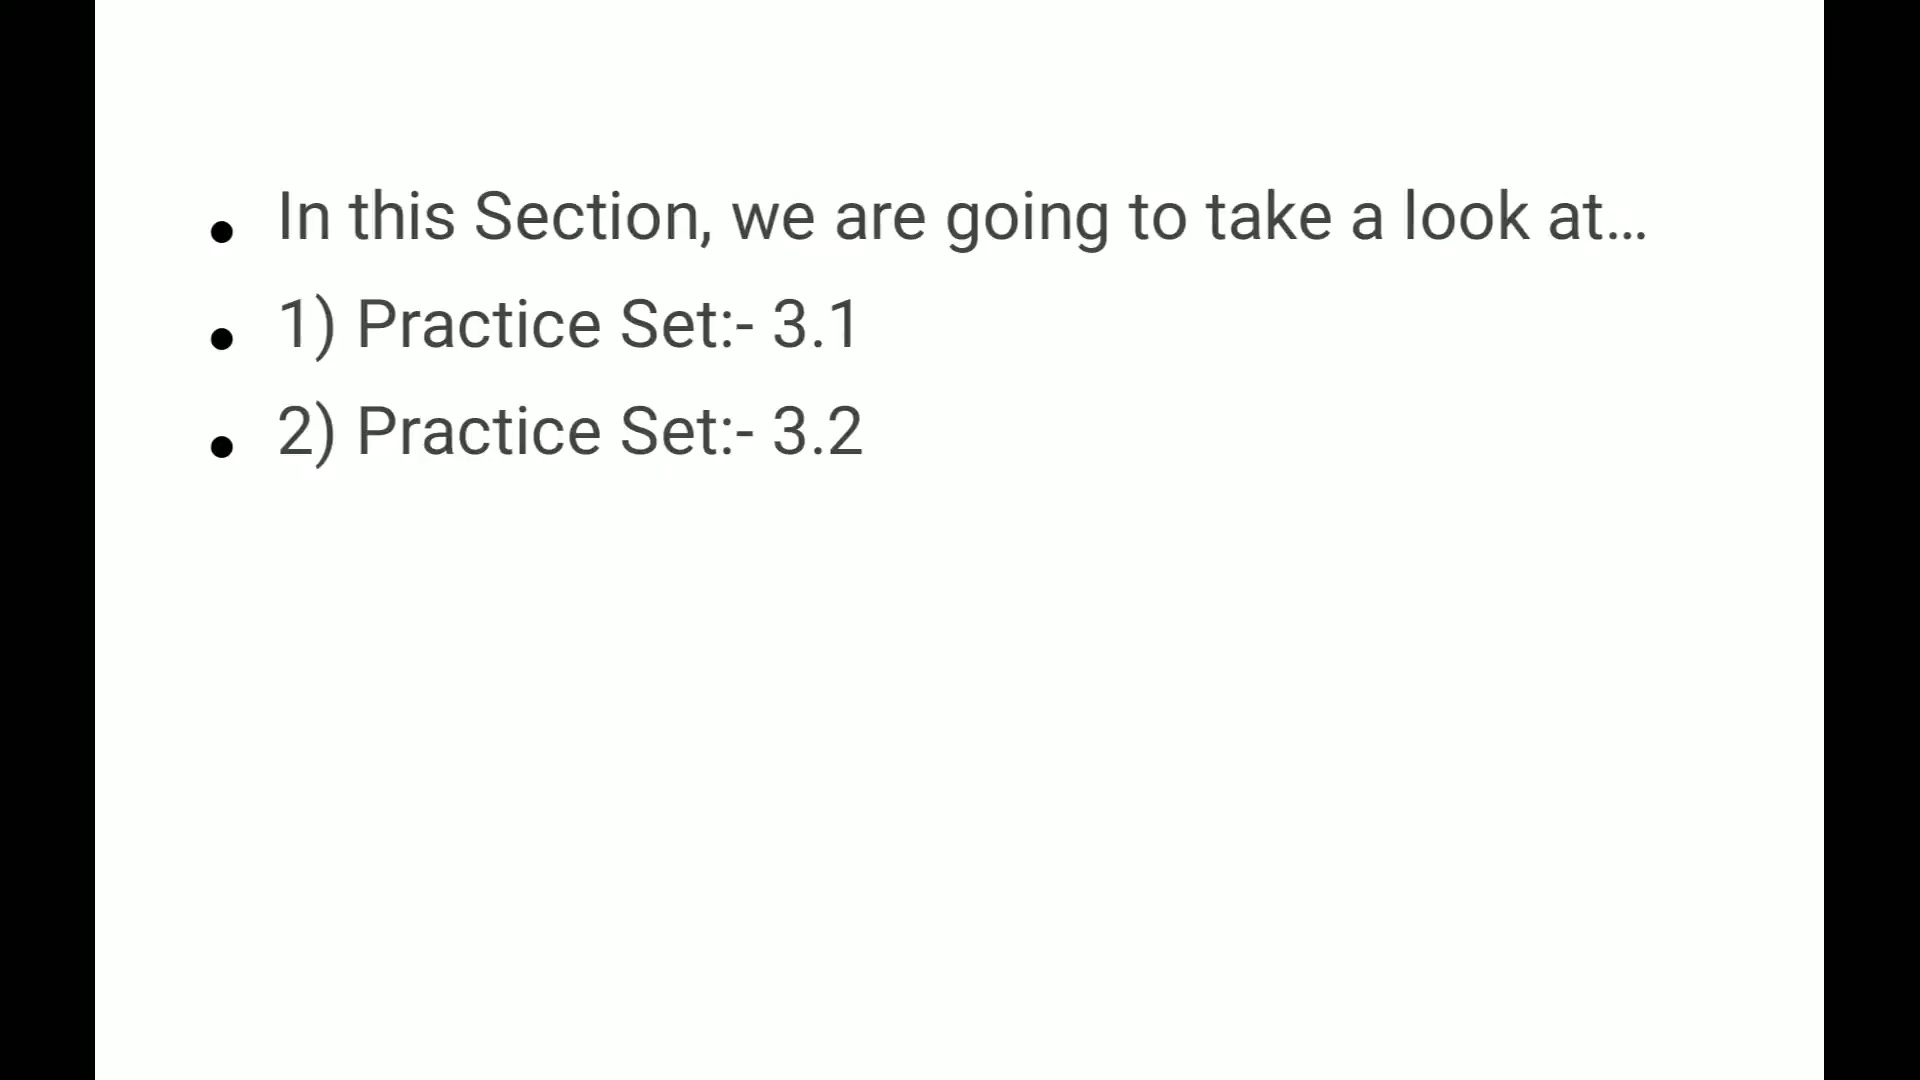 • In this Section, we are going to take a look at...
• 1) Practice Set:- 3.1
• 2) Practice Set:- 3.2